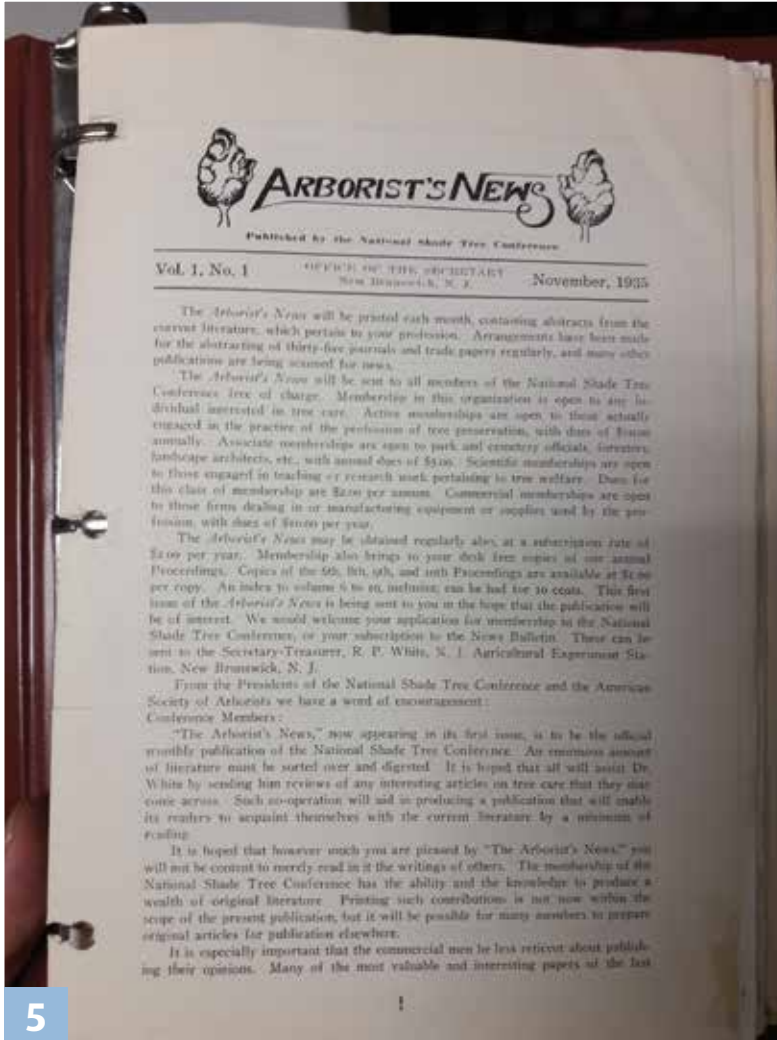 ARBORIST'S NEWS
Published by the National Shade Tree Conference
Vol. 1, No. 1
OFFICE OF THE SECRETARY
New Brunswick, N. J.
November, 1935
The Arborist's News will be printed each month, containing abstracts from the
current literature, which pertain to your profession. Arrangements have been made
for the abstracting of thirty-five journals and trade papers regularly, and many other
publications are being scanned for news.
The Arborist's News will be sent to all members of the National Shade Tree
Conference free of charge. Membership in this organization is open to any in-
dividual interested in tree care. Active memberships are open to those actually
engaged in the practice of the profession of tree preservation, with dues of
annually. Associate memberships are open to park and cemetery officials, foresters,
landscape architects, etc., with annual dues of $3.00. Scientific memberships are open
to those engaged in teaching or research work pertaining to tree welfare. Dues for
this class of membership are $2.00 per annum. Commercial memberships are open
to those firms dealing in or manufacturing equipment or supplies used by the pro-
fession, with dues of $10.00 per year.
The Arborist's News may be obtained regularly also, at a subscription rate of
$2.00 per year. Membership also brings to your desk free copies of our annual
Proceedings. Copies of the 6th, 8th, 9th, and 10th Proceedings are available at $1.00
per copy. An index to volume 6 to 10, inclusive, can be had for 10 cents. This first
issue of the Arborist's News is being sent to you in the hope that the publication will
be of interest. We would welcome your application for membership in the National
Shade Tree Conference, or your subscription to the News Bulletin. These can be
sent to the Secretary-Treasurer, R. P. White, N. J. Agricultural Experiment Sta-
tion, New Brunswick, N. J.
From the Presidents of the National Shade Tree Conference and the American
Society of Arborists we have a word of encouragement:
Conference Members:
"The Arborist's News," now appearing in its first issue, is to be the official
monthly publication of the National Shade Tree Conference. An enormous amount
of literature must be sorted over and digested. It is hoped that all will assist Dr.
White by sending him reviews of any interesting articles on tree care that they may
come across. Such co-operation will aid in producing a publication that will enable
its readers to acquaint themselves with the current literature by a minimum of
reading.
It is hoped that however much you are pleased by "The Arborist's News," you
will not be content to merely read in it the writings of others. The membership of the
National Shade Tree Conference has the ability and the knowledge to produce a
wealth of original literature. Printing such contributions is not now within the
scope of the present publication, but it will be possible for many members to prepare
original articles for publication elsewhere.
It is especially important that the commercial men be less reticent about publish-
ing their opinions. Many of the most valuable and interesting papers of the last
1
5